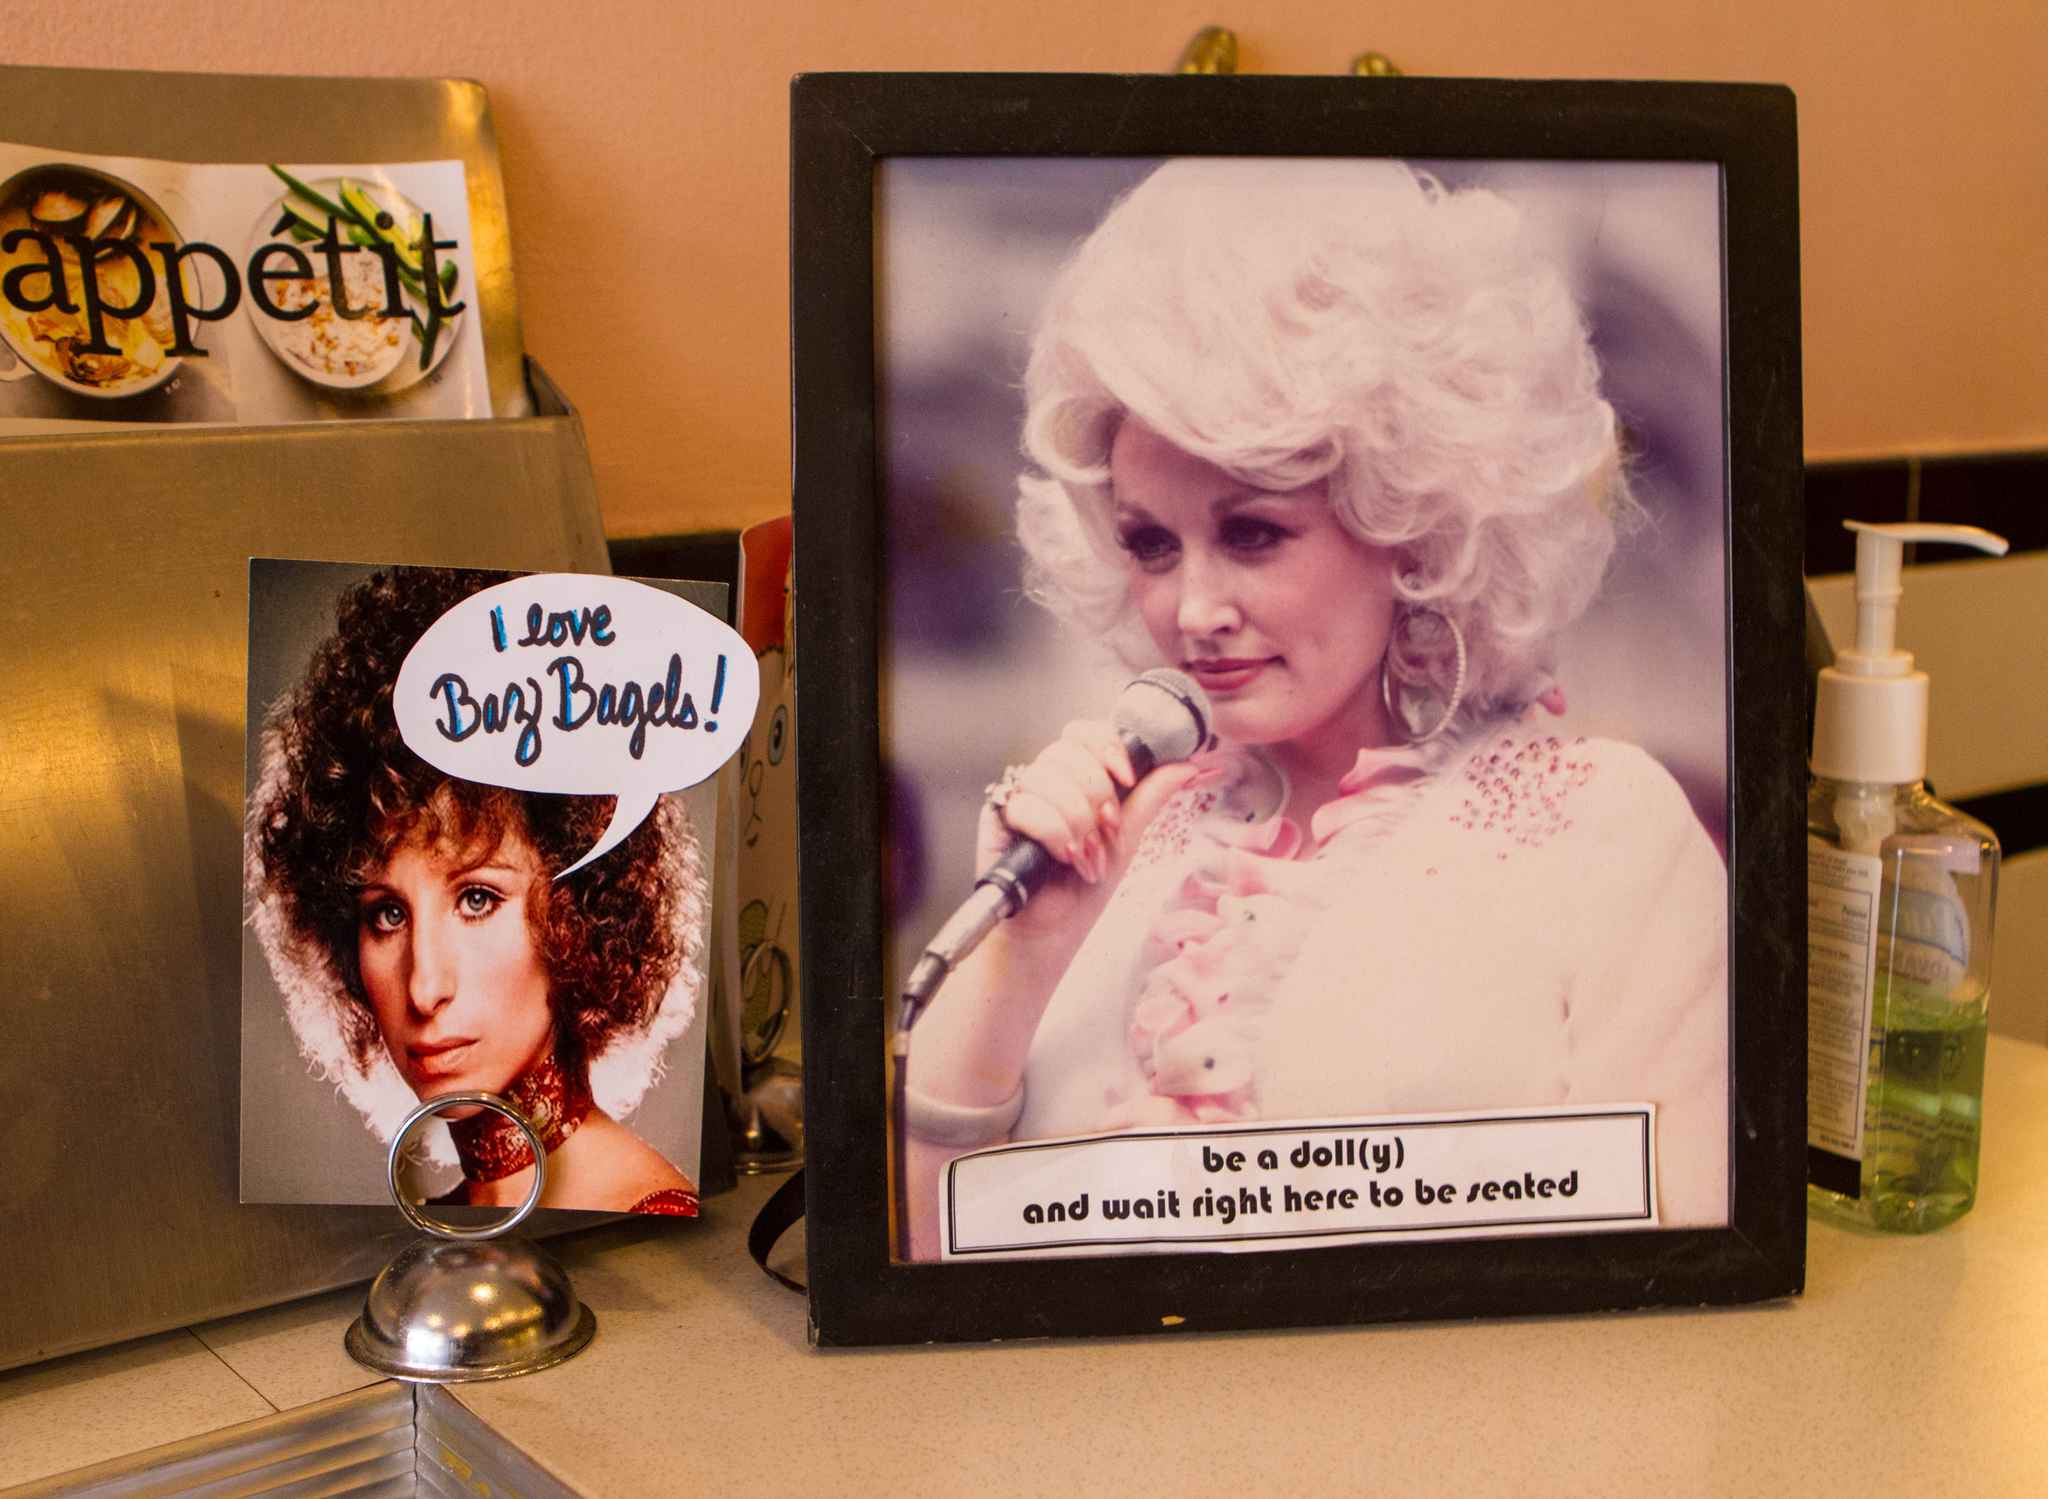 appétit
I love
Baz Bagels!
be a doll(y)
and wait right here to be seated